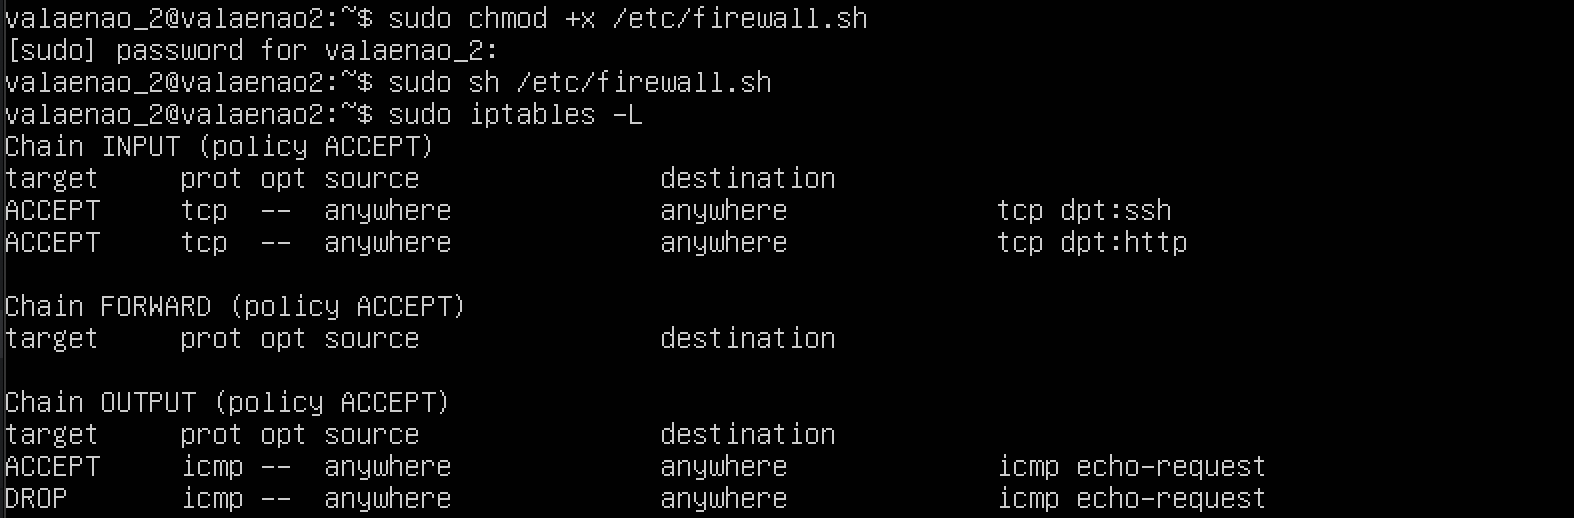 valaenao_2@valaenao2:~$ sudo chmod +x /etc/firewall.sh
[sudo] password for valaenao_2:
valaenao_2@valaenao2:~$ sudo sh /etc/firewall.sh
valaenao_2@valaenao2:~$ sudo iptables -L
Chain INPUT (policy ACCEPT)
target     prot opt source               destination
ACCEPT     tcp  --  anywhere             anywhere             tcp dpt:ssh
ACCEPT     tcp  --  anywhere             anywhere             tcp dpt:http
Chain FORWARD (policy ACCEPT)
target     prot opt source               destination
Chain OUTPUT (policy ACCEPT)
target     prot opt source               destination
ACCEPT     icmp --  anywhere             anywhere             icmp echo-request
DROP       icmp --  anywhere             anywhere             icmp echo-request